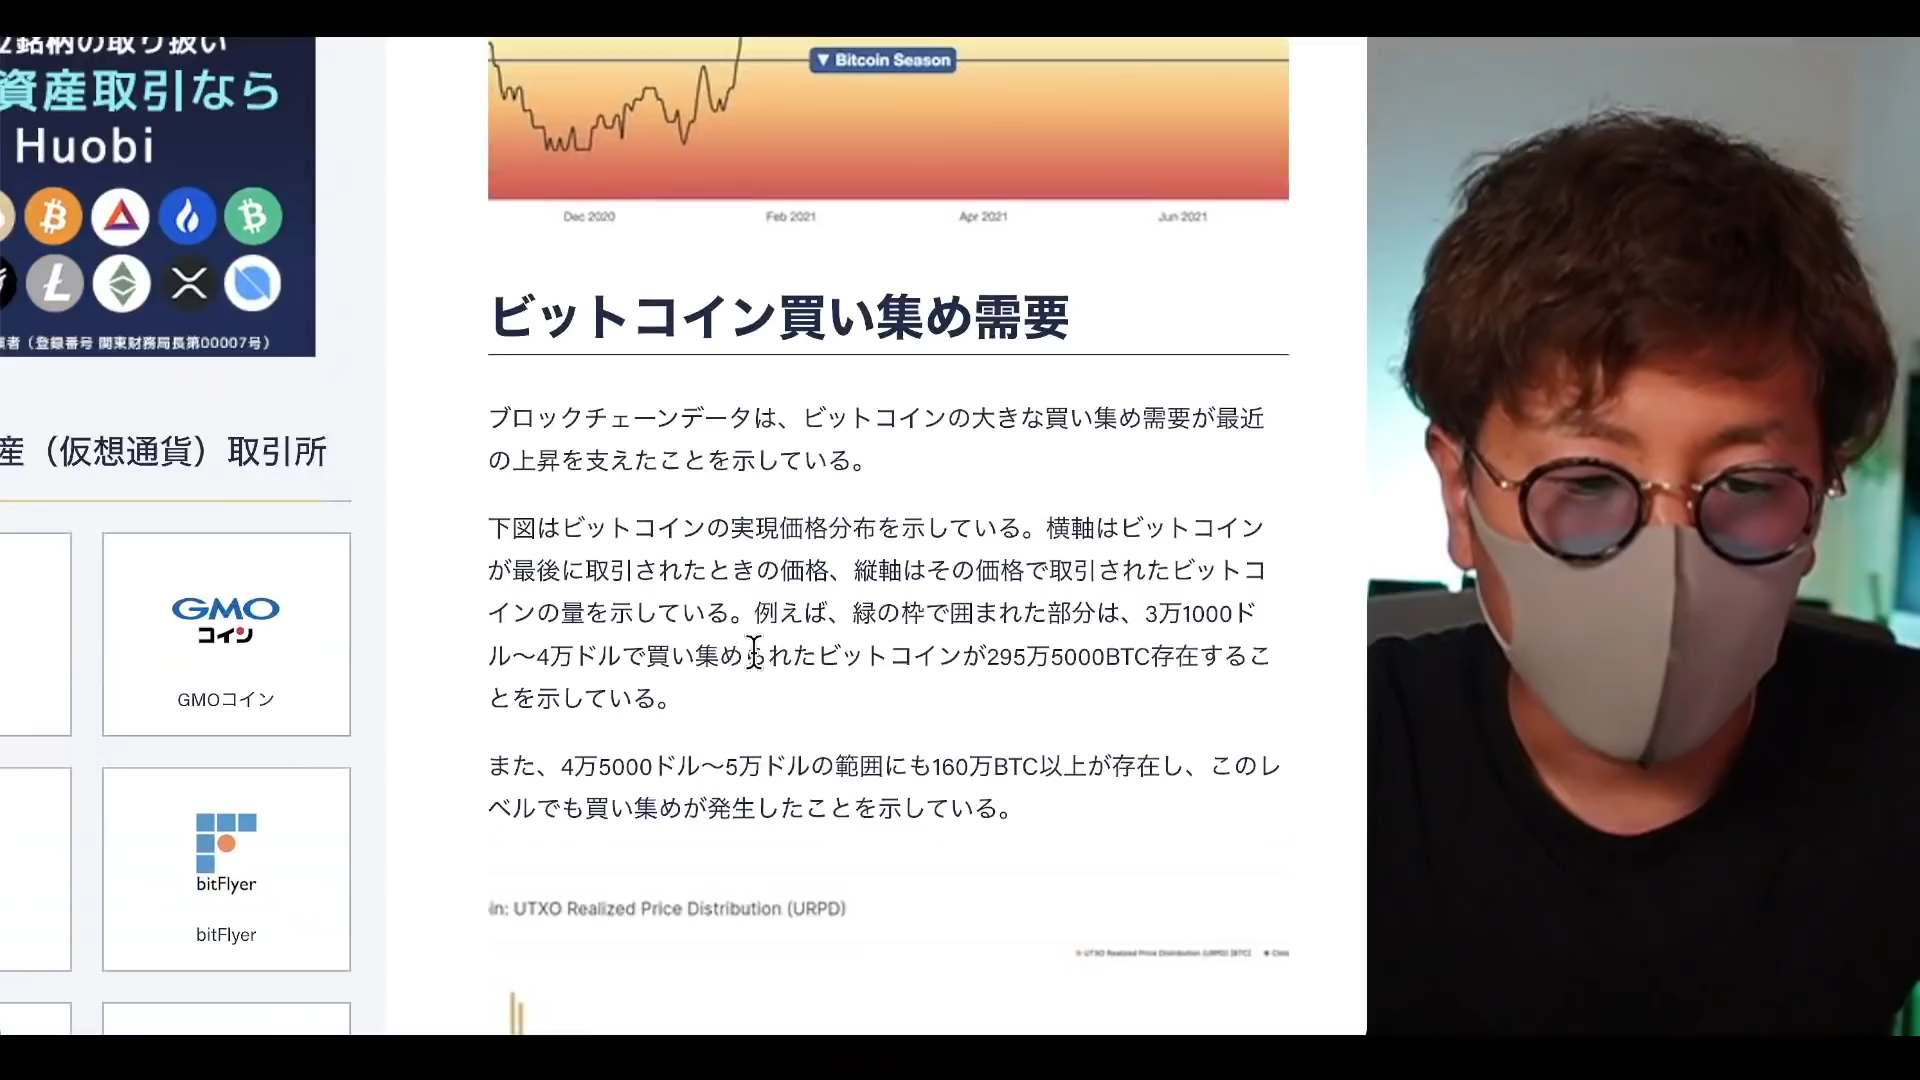 銘柄の取り扱い
資産取引なら
Huobi
（登録番号 関東財務局長第00007号）
産（仮想通貨）取引所
GMO
コイン
GMOコイン
bitFlyer
bitFlyer
▼ Bitcoin Season
Dec 2020 Feb 2021 Apr 2021 Jun 2021
ビットコイン買い集め需要
ブロックチェーンデータは、ビットコインの大きな買い集め需要が最近
の上昇を支えたことを示している。
下図はビットコインの実現価格分布を示している。横軸はビットコイン
が最後に取引されたときの価格、縦軸はその価格で取引されたビットコ
インの量を示している。例えば、緑の枠で囲まれた部分は、3万1000ド
ル〜4万ドルで買い集められたビットコインが295万5000BTC存在するこ
とを示している。
また、4万5000ドル〜5万ドルの範囲にも160万BTC以上が存在し、このレ
ベルでも買い集めが発生したことを示している。
in: UTXO Realized Price Distribution (URPD)
UTXO Realized Price Distribution (URPD) [BTC]